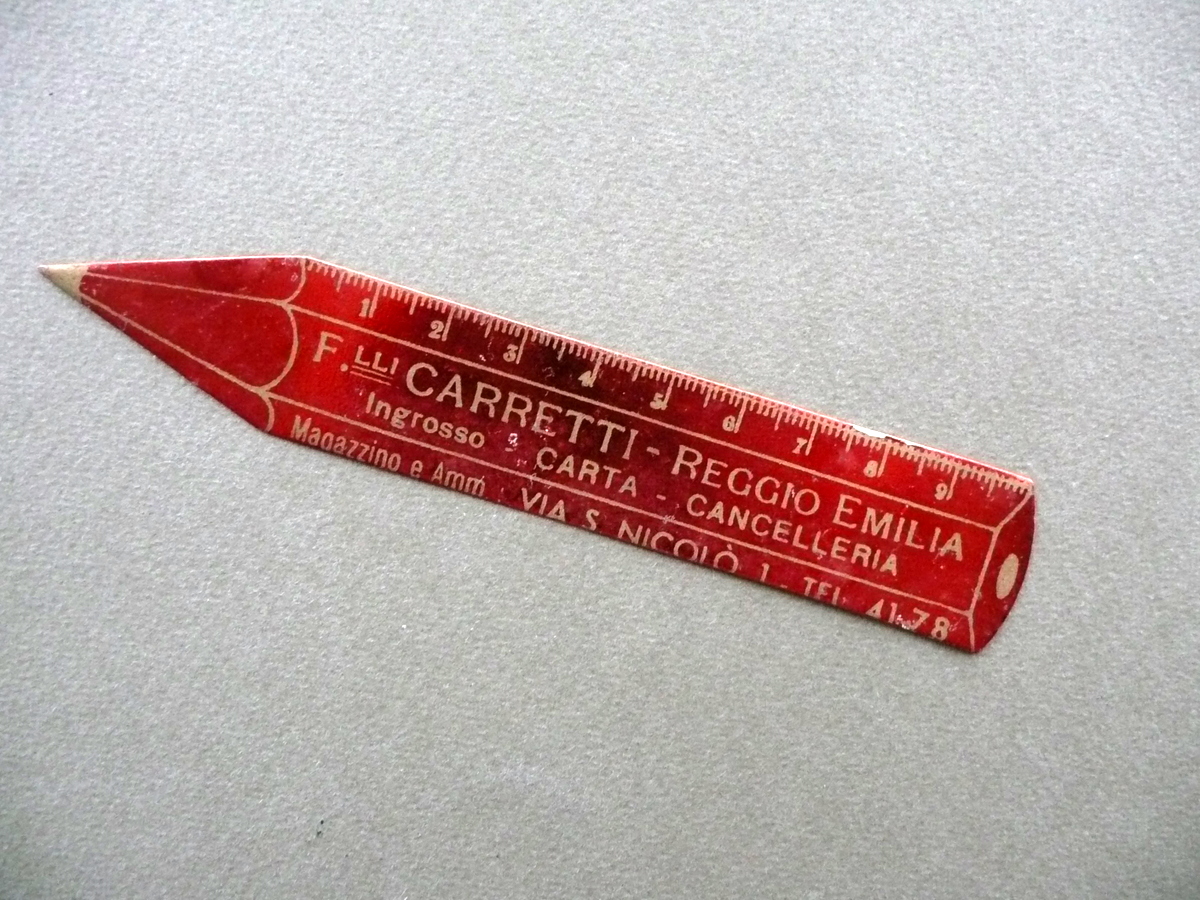 1 2 3 4 5 6 7 8 9
F.LLI CARRETTI - REGGIO EMILIA
Ingrosso CARTA - CANCELLERIA
Magazzino e Amm. VIA S. NICOLÒ, 1 - TEL. 41-78